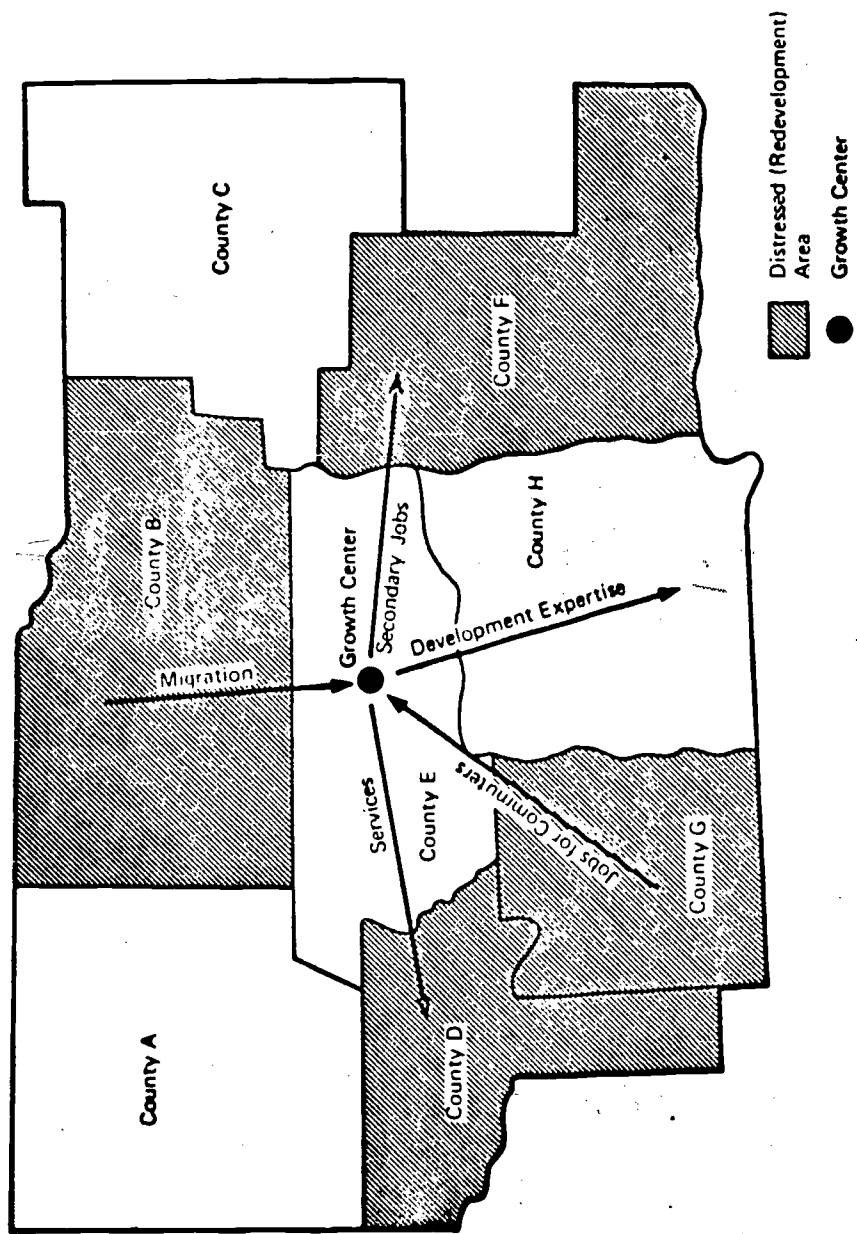 County A
County B
County C
Migration
Growth Center
Services
Secondary Jobs
County E
County D
County F
Jobs for Commuters
Development Expertise
County G
County H
Distressed (Redevelopment)
Area
Growth Center